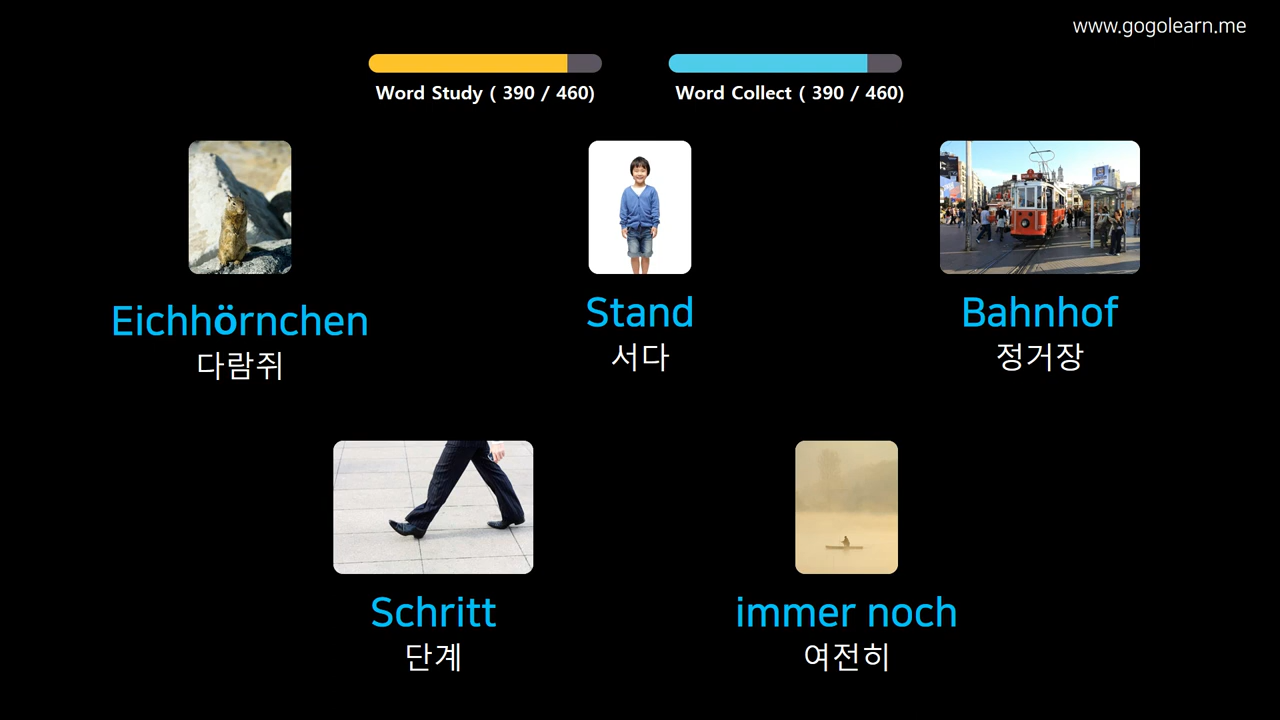 www.gogolearn.me
Word Study ( 390 / 460)
Word Collect ( 390 / 460)
Eichhörnchen
다람쥐
Stand
서다
Bahnhof
정거장
Schritt
단계
immer noch
여전히